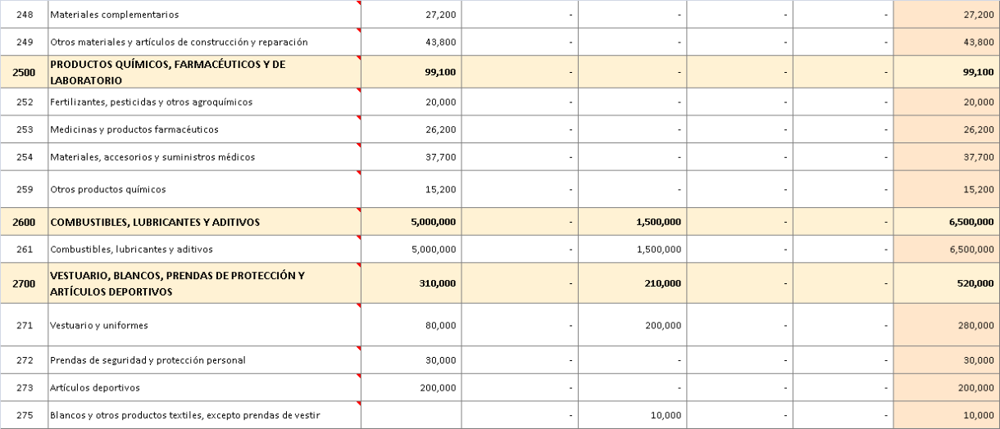 248 Materiales complementarios 27,200 - - - - 27,200
249 Otros materiales y artículos de construcción y reparación 43,800 - - - - 43,800
PRODUCTOS QUÍMICOS, FARMACÉUTICOS Y DE
2500 LABORATORIO 99,100 - - - - 99,100
252 Fertilizantes, pesticidas y otros agroquímicos 20,000 - - - - 20,000
253 Medicinas y productos farmacéuticos 26,200 - - - - 26,200
254 Materiales, accesorios y suministros médicos 37,700 - - - - 37,700
259 Otros productos químicos 15,200 - - - - 15,200
2600 COMBUSTIBLES, LUBRICANTES Y ADITIVOS 5,000,000 - 1,500,000 - - 6,500,000
261 Combustibles, lubricantes y aditivos 5,000,000 - 1,500,000 - - 6,500,000
VESTUARIO, BLANCOS, PRENDAS DE PROTECCIÓN Y
2700 ARTÍCULOS DEPORTIVOS 310,000 - 210,000 - - 520,000
271 Vestuario y uniformes 80,000 - 200,000 - - 280,000
272 Prendas de seguridad y protección personal 30,000 - - - - 30,000
273 Artículos deportivos 200,000 - - - - 200,000
275 Blancos y otros productos textiles, excepto prendas de vestir - 10,000 - - 10,000